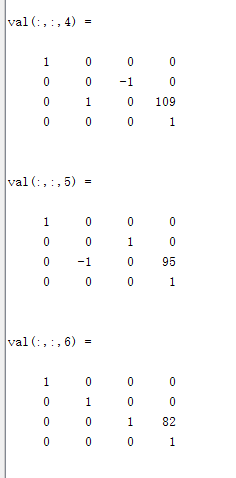 val(:,:,4) =
1 0 0 0
0 0 -1 0
0 1 0 109
0 0 0 1
val(:,:,5) =
1 0 0 0
0 0 1 0
0 -1 0 95
0 0 0 1
val(:,:,6) =
1 0 0 0
0 1 0 0
0 0 1 82
0 0 0 1